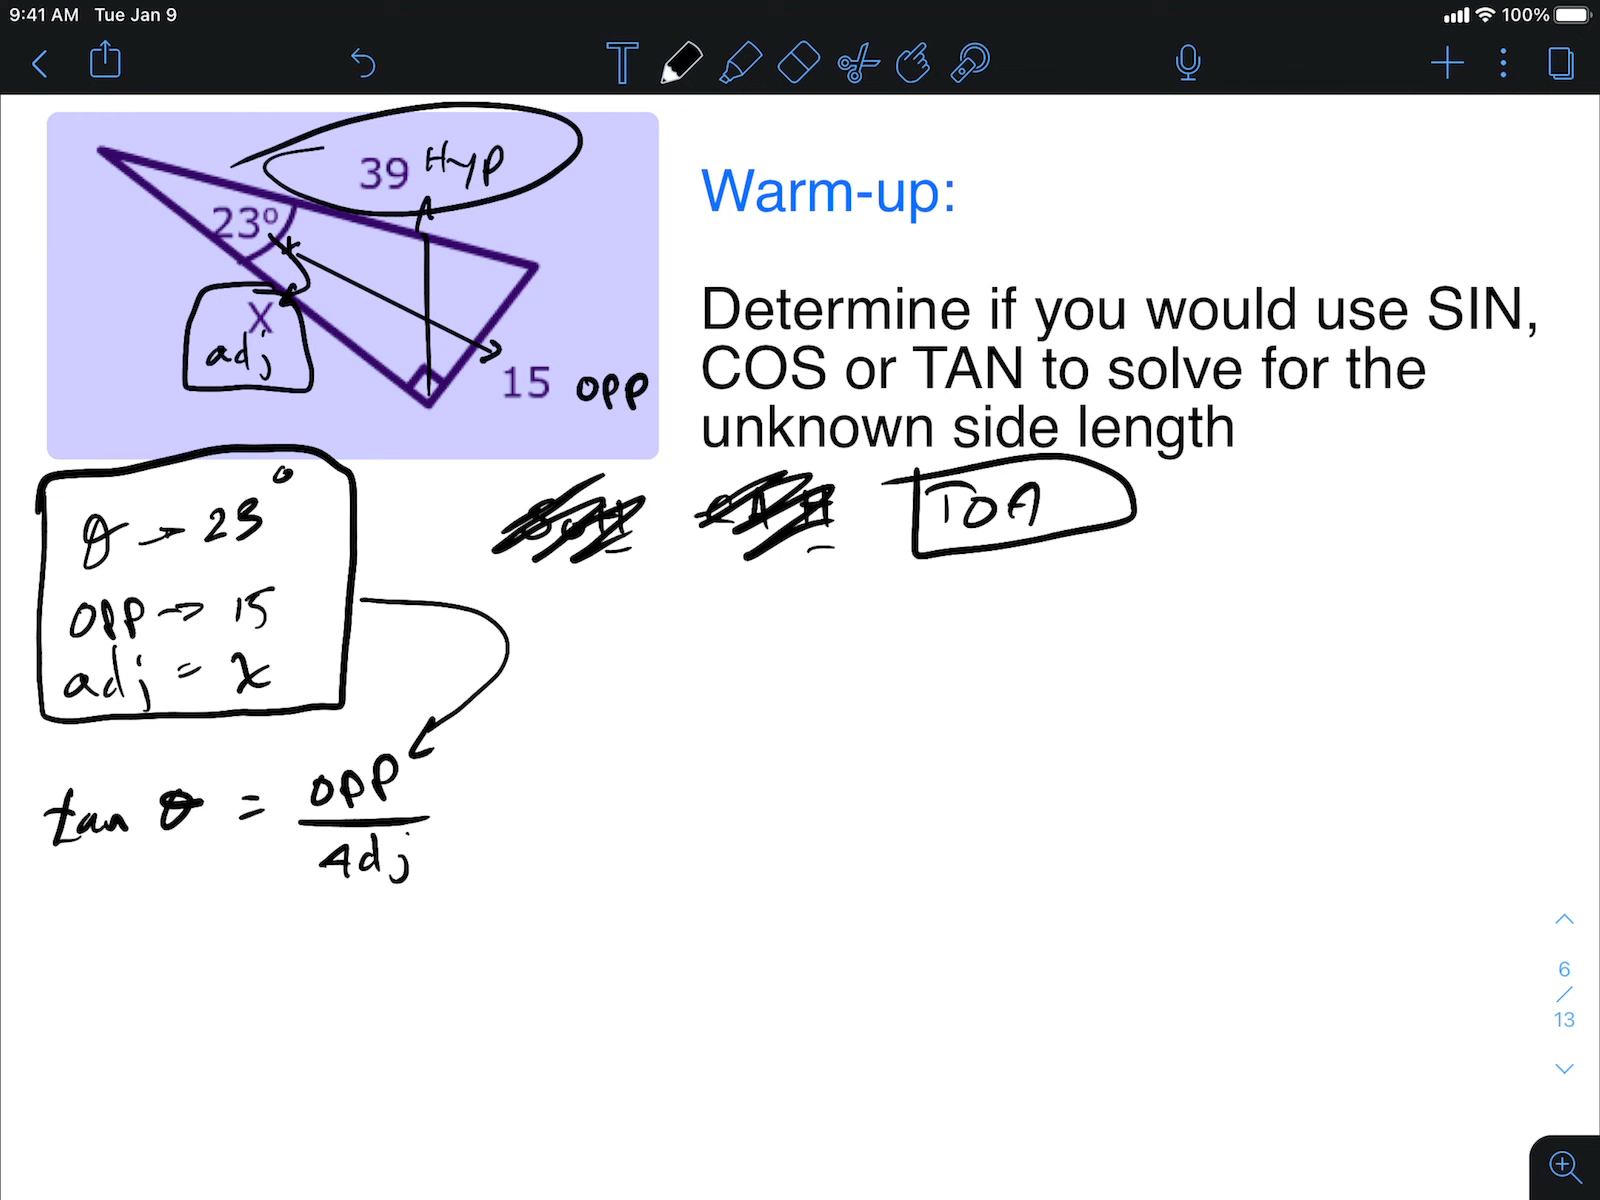 9:41 AM Tue Jan 9
100%
39 Hyp
23°
x
adj
15 opp
Warm-up:
Determine if you would use SIN,
COS or TAN to solve for the
unknown side length
TOA
θ → 23°
opp → 15
adj = x
tan θ = opp
Adj
6
/
13